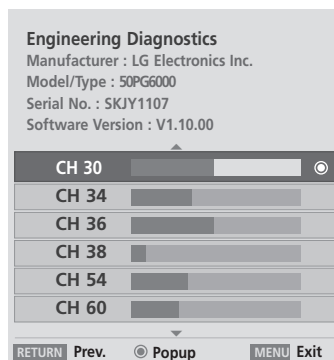 Engineering Diagnostics
Manufacturer : LG Electronics Inc.
Model/Type : 50PG6000
Serial No. : SKJY1107
Software Version : V1.10.00
CH 30
CH 34
CH 36
CH 38
CH 54
CH 60
RETURN Prev. Popup MENU Exit